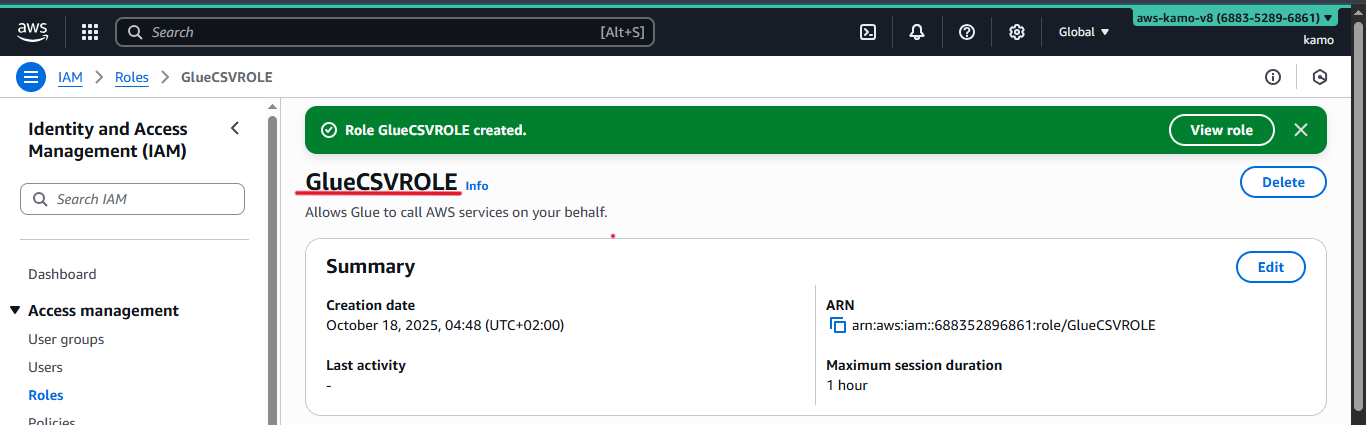 aws
Search
[Alt+S]
Global
aws-kamo-v8 (6883-5289-6861)
kamo
IAM
Roles
GlueCSVROLE
Identity and Access
Management (IAM)
Search IAM
Dashboard
Access management
User groups
Users
Roles
Policies
Role GlueCSVROLE created.
View role
GlueCSVROLE
Info
Delete
Allows Glue to call AWS services on your behalf.
Summary
Edit
Creation date
October 18, 2025, 04:48 (UTC+02:00)
ARN
arn:aws:iam::688352896861:role/GlueCSVROLE
Last activity
-
Maximum session duration
1 hour